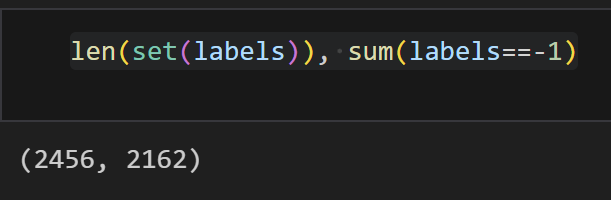 len(set(labels)), sum(labels==-1)
(2456, 2162)